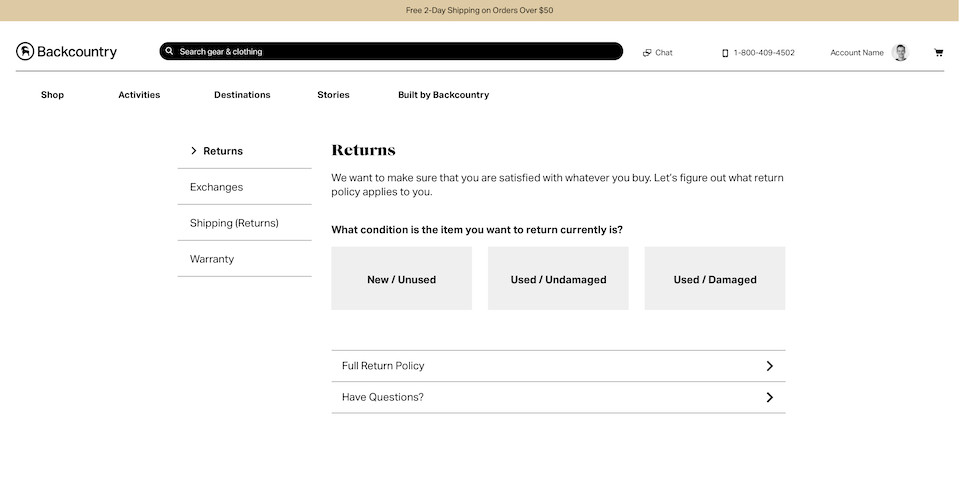 Free 2-Day Shipping on Orders Over $50
Backcountry
Search gear & clothing
Chat
1-800-409-4502
Account Name
Shop
Activities
Destinations
Stories
Built by Backcountry
Returns
Exchanges
Shipping (Returns)
Warranty
Returns
We want to make sure that you are satisfied with whatever you buy. Let's figure out what return
policy applies to you.
What condition is the item you want to return currently is?
New / Unused
Used / Undamaged
Used / Damaged
Full Return Policy
Have Questions?